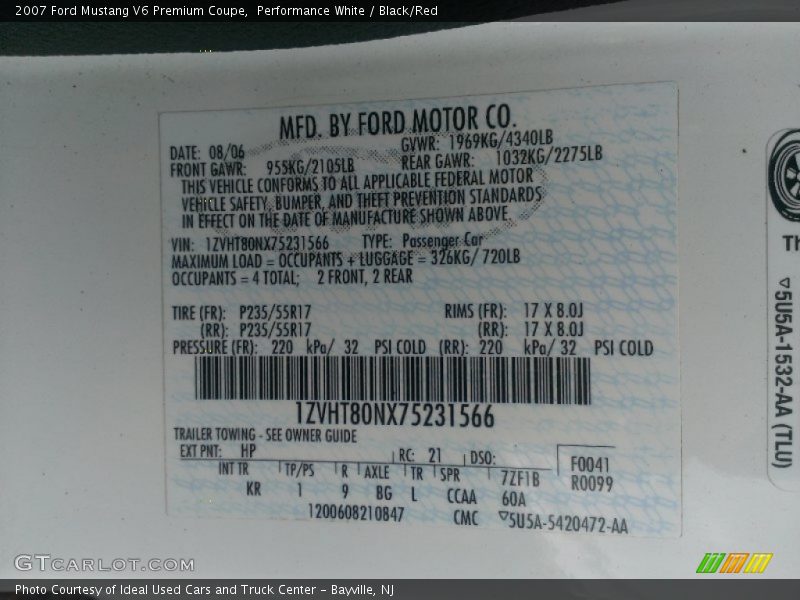 2007 Ford Mustang V6 Premium Coupe,  Performance White / Black/Red
MFD. BY FORD MOTOR CO.
DATE: 08/06 GVWR: 1969KG/4340LB
FRONT GAWR: 955KG/2105LB REAR GAWR: 1032KG/2275LB
THIS VEHICLE CONFORMS TO ALL APPLICABLE FEDERAL MOTOR
VEHICLE SAFETY, BUMPER, AND THEFT PREVENTION STANDARDS
IN EFFECT ON THE DATE OF MANUFACTURE SHOWN ABOVE.
VIN: 1ZVHT80NX75231566 TYPE: Passenger Car
MAXIMUM LOAD = OCCUPANTS + LUGGAGE = 326KG/ 720LB
OCCUPANTS = 4 TOTAL; 2 FRONT, 2 REAR
TIRE (FR): P235/55R17 RIMS (FR): 17 X 8.0J
(RR): P235/55R17 (RR): 17 X 8.0J
PRESSURE (FR): 220 kPa/ 32 PSI COLD (RR): 220 kPa/ 32 PSI COLD
1ZVHT80NX75231566
TRAILER TOWING - SEE OWNER GUIDE
EXT PNT: HP RC: 21 DSO: F0041
INT TR TP/PS R AXLE TR SPR 7ZF1B R0099
KR 1 9 BG L CCAA 60A
1200608210847 CMC 5U5A-5420472-AA
Th
5U5A-1532-AA (TLU)
GTCARLOT.COM
Photo Courtesy of Ideal Used Cars and Truck Center - Bayville, NJ